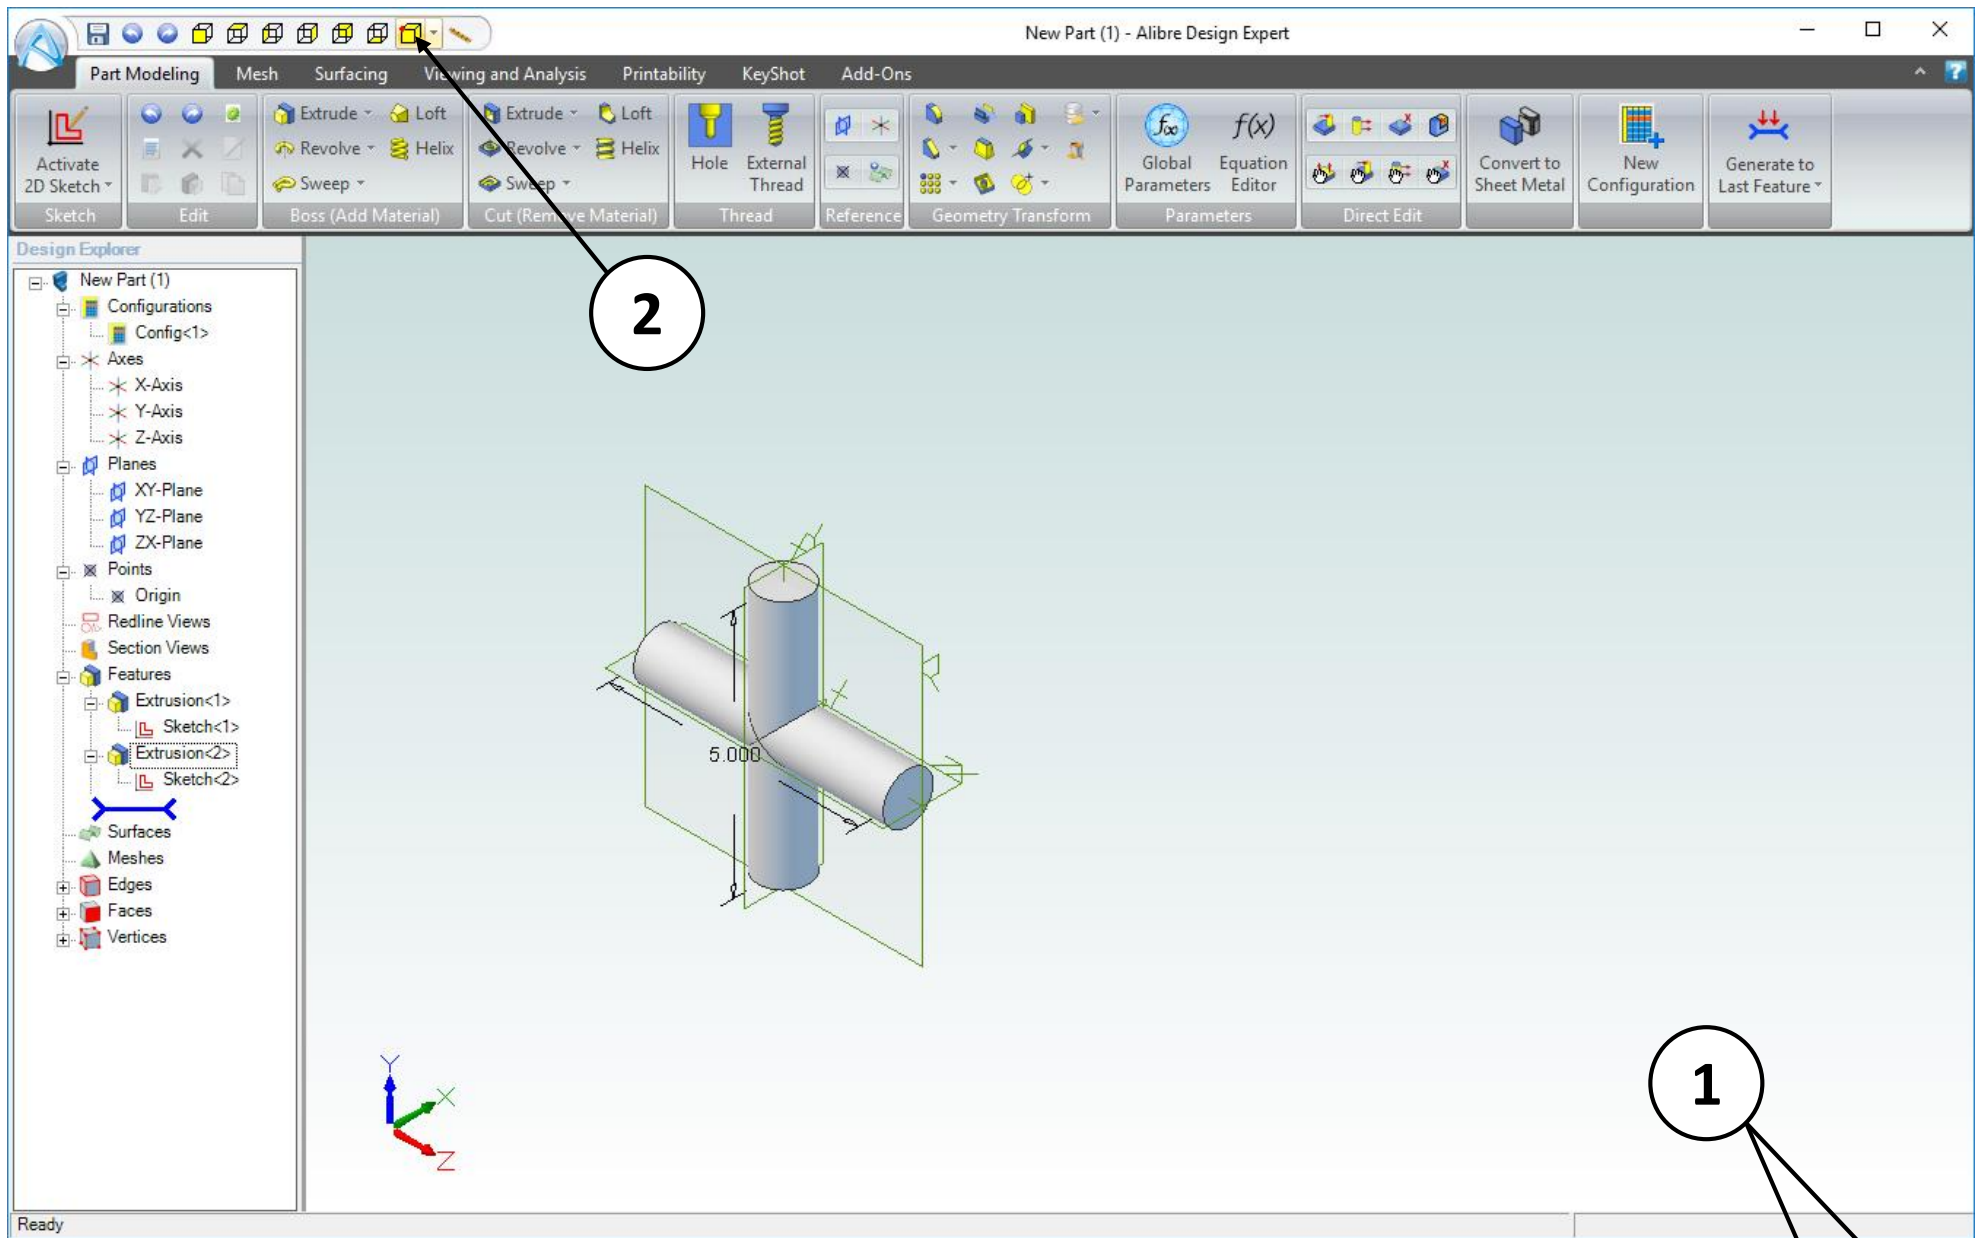 New Part (1) - Alibre Design Expert
Part Modeling Mesh Surfacing Viewing and Analysis Printability KeyShot Add-Ons
Activate
2D Sketch
Sketch
Edit
Extrude Loft
Revolve Helix
Sweep
Boss (Add Material)
Extrude Loft
Revolve Helix
Sweep
Cut (Remove Material)
Hole
External
Thread
Thread
Reference
Geometry Transform
Global
Parameters
f(x)
Equation
Editor
Parameters
Direct Edit
Convert to
Sheet Metal
New
Configuration
Generate to
Last Feature
Design Explorer
New Part (1)
Configurations
Config<1>
Axes
X-Axis
Y-Axis
Z-Axis
Planes
XY-Plane
YZ-Plane
ZX-Plane
Points
Origin
Redline Views
Section Views
Features
Extrusion<1>
Sketch<1>
Extrusion<2>
Sketch<2>
Surfaces
Meshes
Edges
Faces
Vertices
2
5.000
Y
X
Z
1
Ready